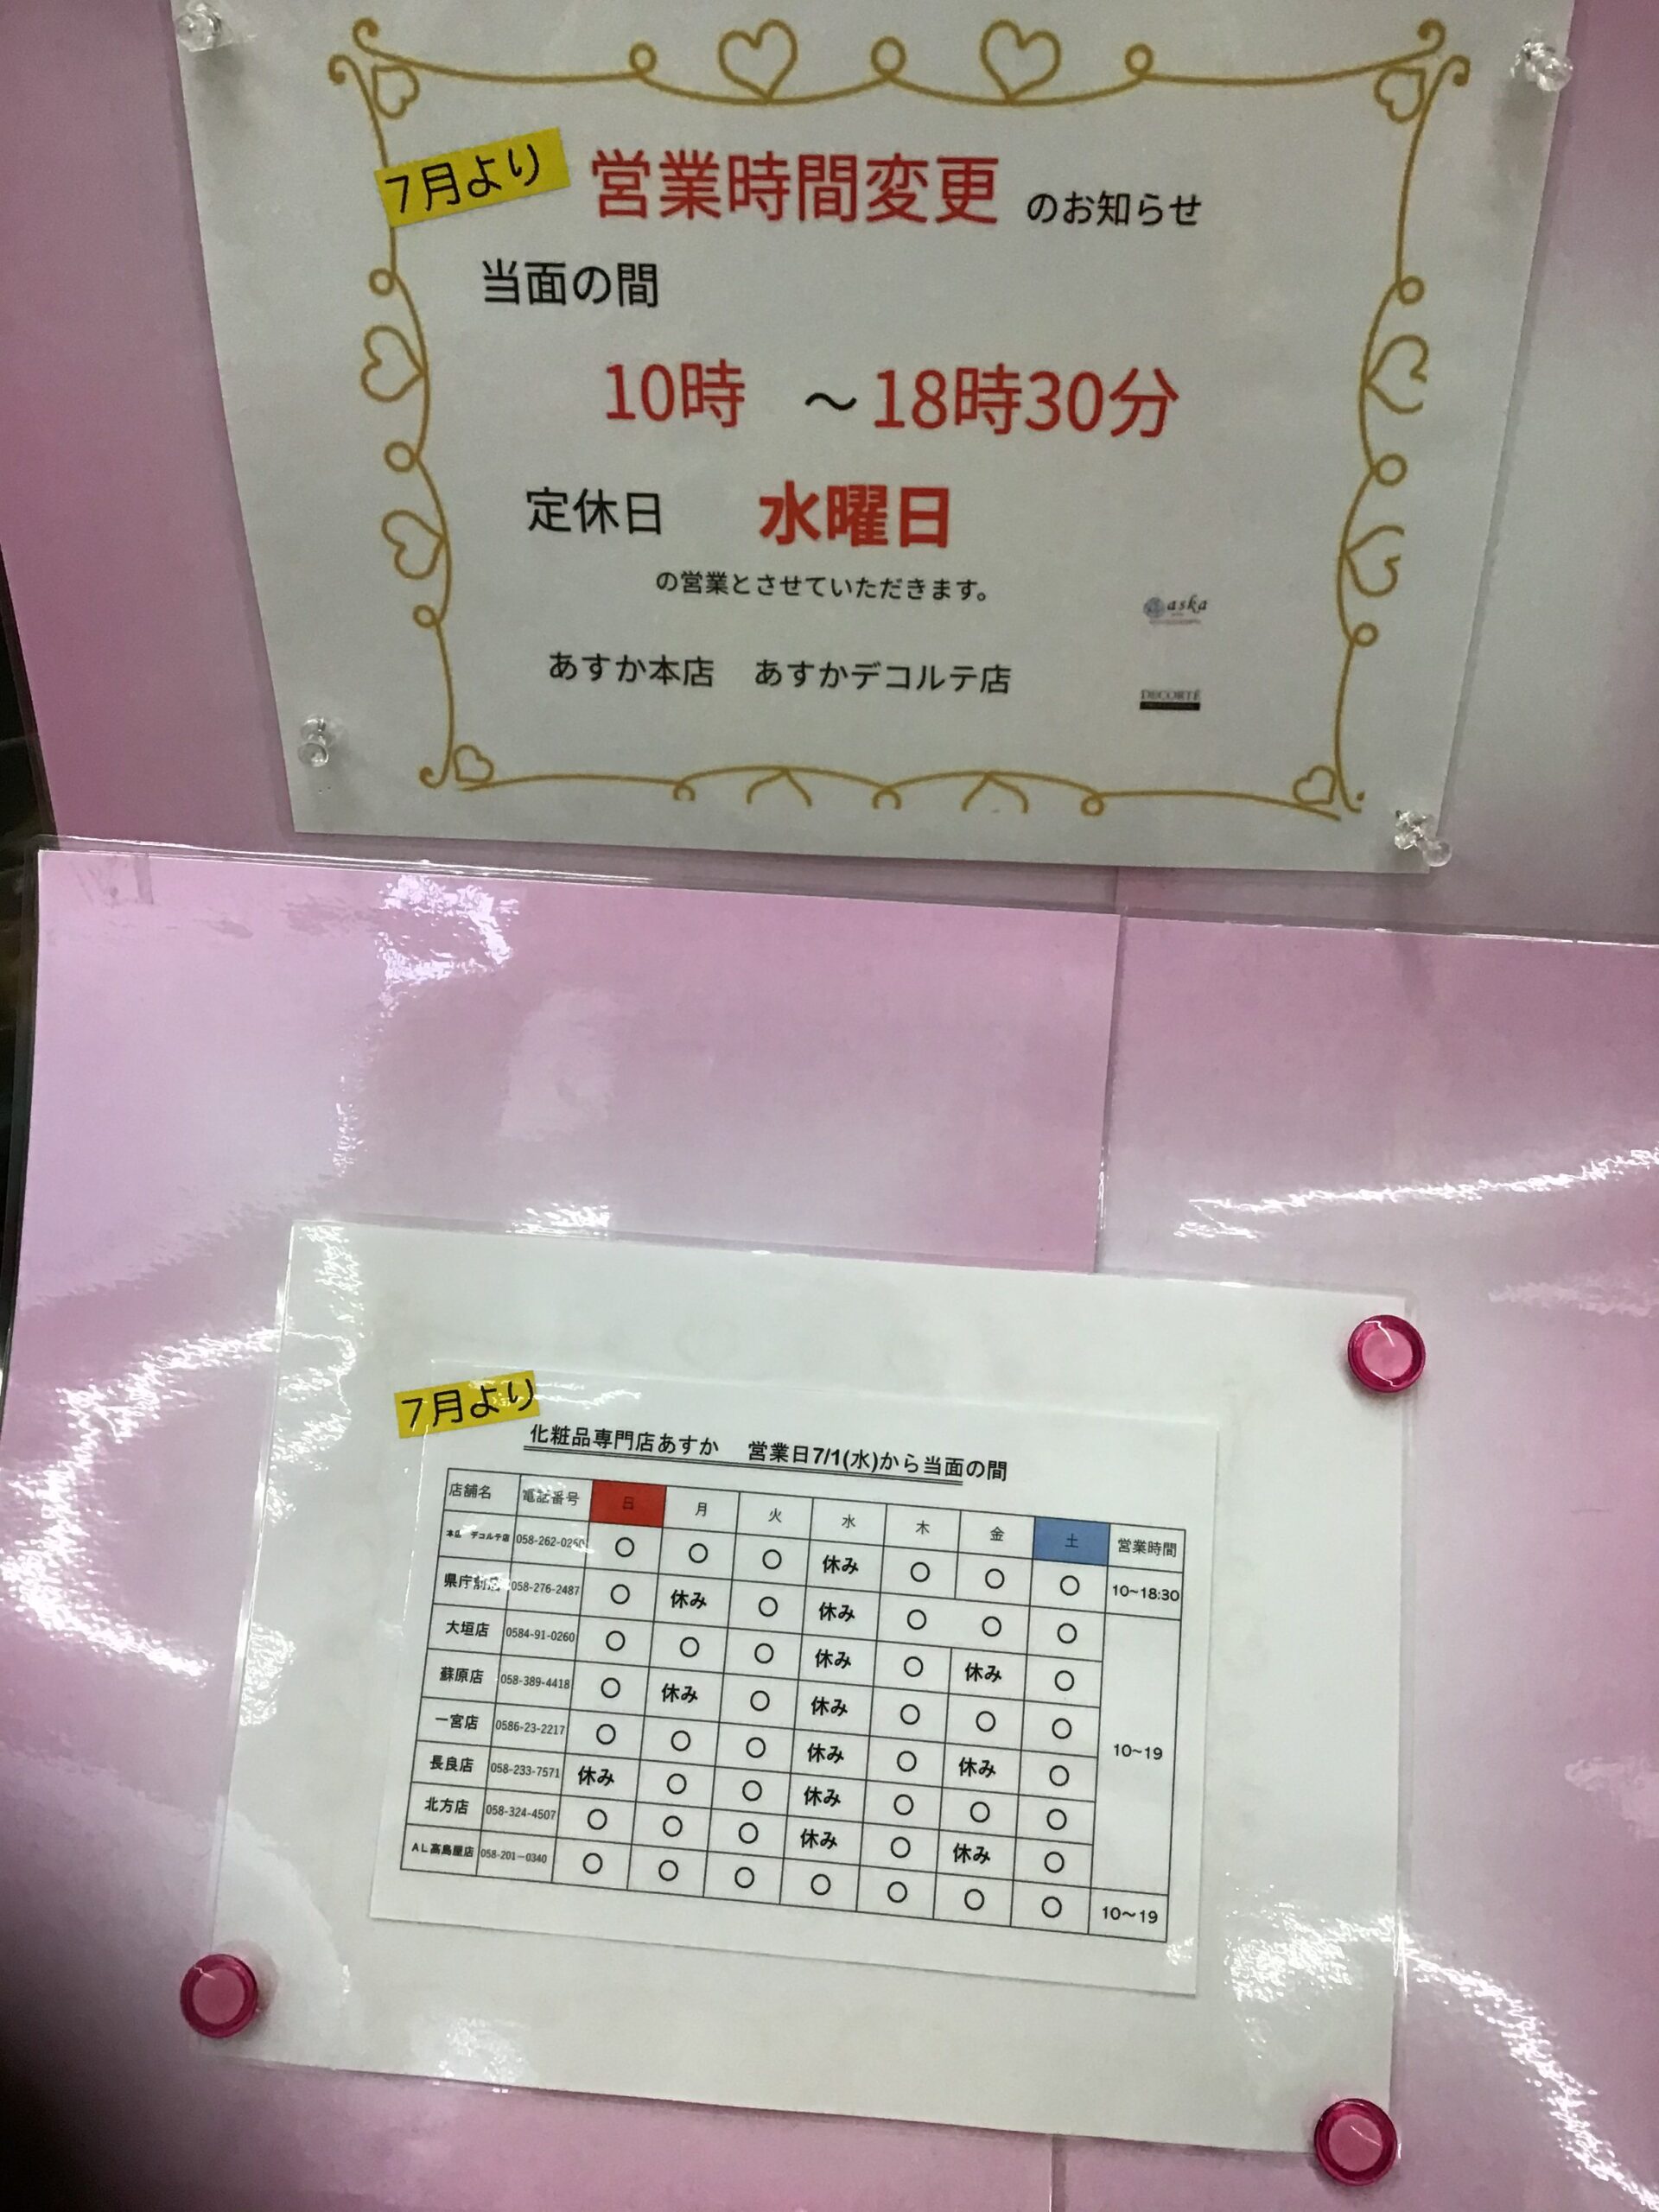 7月より 営業時間変更 のお知らせ
当面の間
10時 ～18時30分
定休日 水曜日
の営業とさせていただきます。
aska
あすか本店 あすかデコルテ店
DECORTÉ
7月より
化粧品専門店あすか 営業日7/1(水)から当面の間
店舗名 電話番号 日 月 火 水 木 金 土 営業時間
本店 デコルテ店 058-262-0260 ○ ○ ○ 休み ○ ○ ○ 10~18:30
県庁前店 058-276-2487 ○ 休み ○ 休み ○ ○ ○
大垣店 0584-91-0260 ○ ○ ○ 休み ○ 休み ○
蘇原店 058-389-4418 ○ 休み ○ 休み ○ ○ ○
一宮店 0586-23-2217 ○ ○ ○ 休み ○ 休み ○ 10~19
長良店 058-233-7571 休み ○ ○ 休み ○ ○ ○
北方店 058-324-4507 ○ ○ ○ 休み ○ 休み ○
AL高島屋店 058-201-0340 ○ ○ ○ ○ ○ ○ ○ 10～19